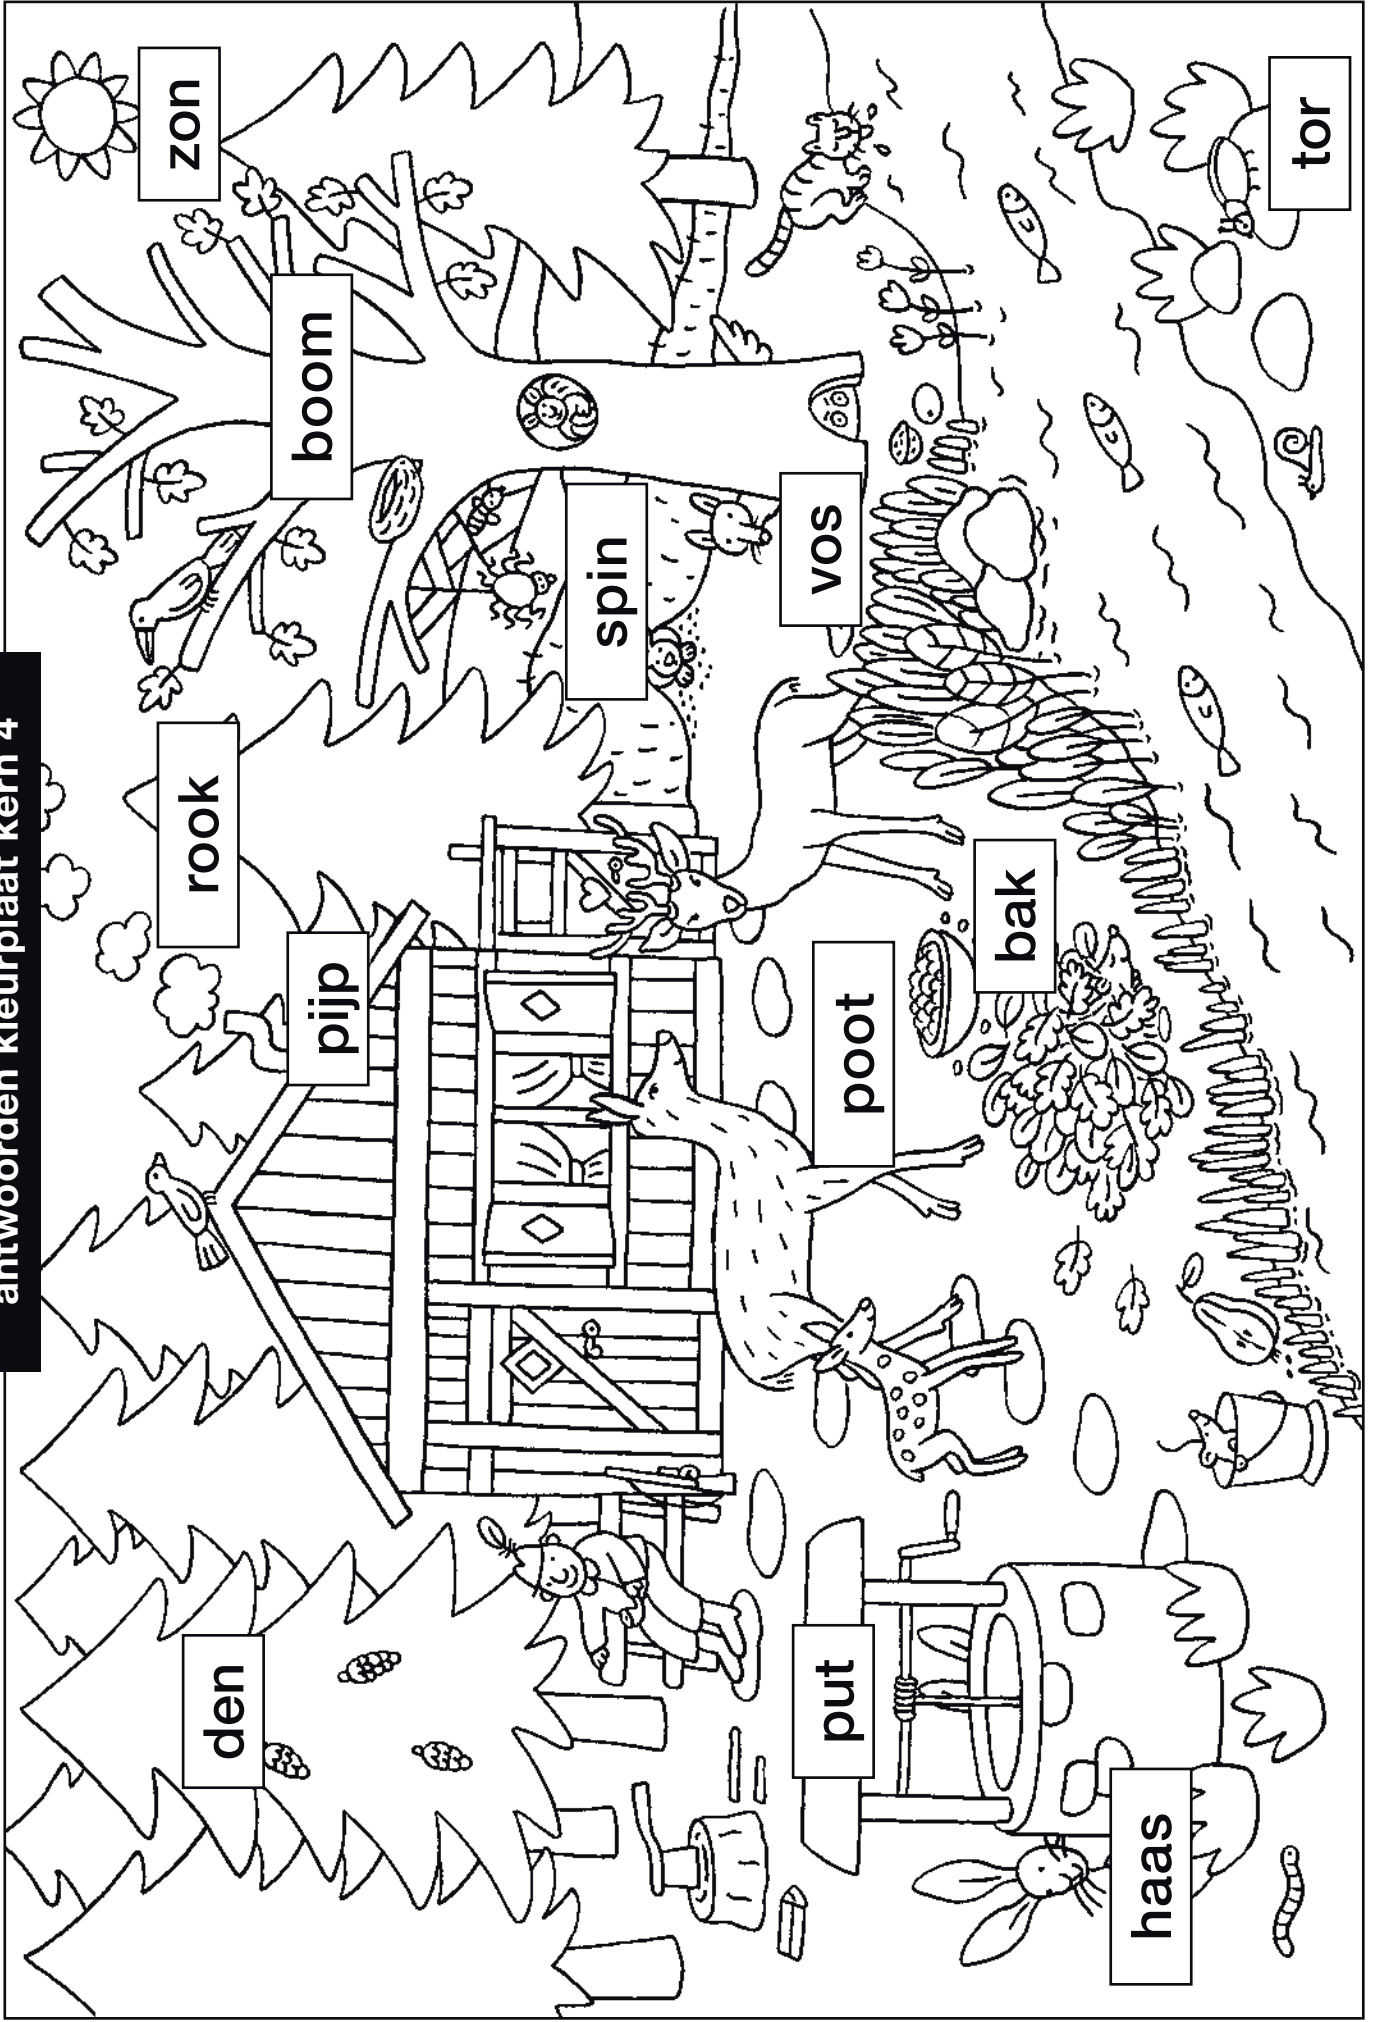 antwoorden kleurplaat kern 4
den
rook
zon
pijp
boom
spin
put
poot
vos
bak
haas
tor